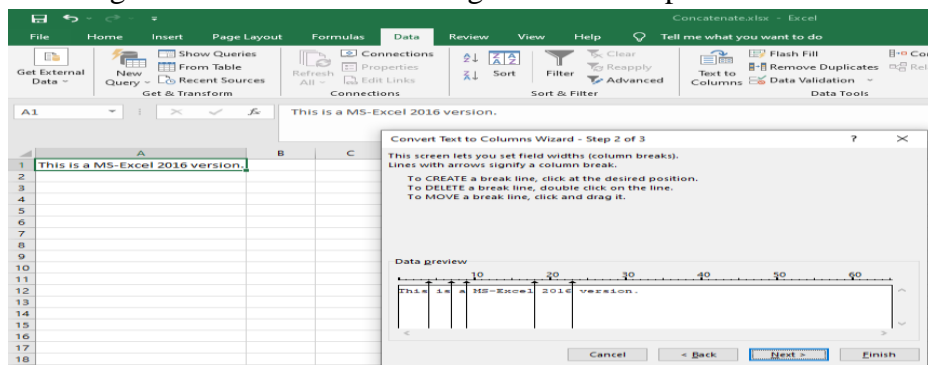 Concatenate.xlsx - Excel
File Home Insert Page Layout Formulas Data Review View Help Tell me what you want to do
Get External Data
New Query
Show Queries
From Table
Recent Sources
Get & Transform
Refresh All
Connections
Properties
Edit Links
Connections
Sort
Filter
Clear
Reapply
Advanced
Sort & Filter
Text to Columns
Flash Fill
Remove Duplicates
Data Validation
Data Tools
A1 fx This is a MS-Excel 2016 version.
A B C
1 This is a MS-Excel 2016 version.
2
3
4
5
6
7
8
9
10
11
12
13
14
15
16
17
18
Convert Text to Columns Wizard - Step 2 of 3 ? ×
This screen lets you set field widths (column breaks).
Lines with arrows signify a column break.
To CREATE a break line, click at the desired position.
To DELETE a break line, double click on the line.
To MOVE a break line, click and drag it.
Data preview
10 20 30 40 50 60
This is a MS-Excel 2016 version.
Cancel < Back Next > Finish